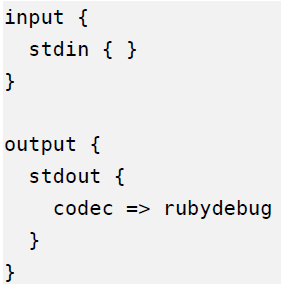 input {
  stdin { }
}

output {
  stdout {
    codec => rubydebug
  }
}